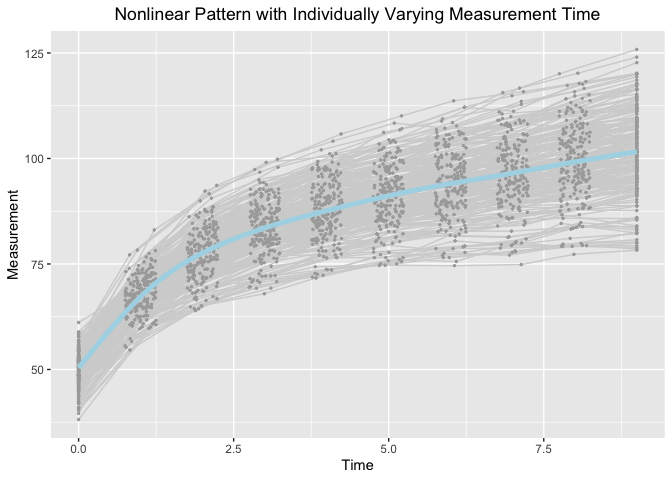 Nonlinear Pattern with Individually Varying Measurement Time
125
100
75
50
Measurement
0.0 2.5 5.0 7.5
Time